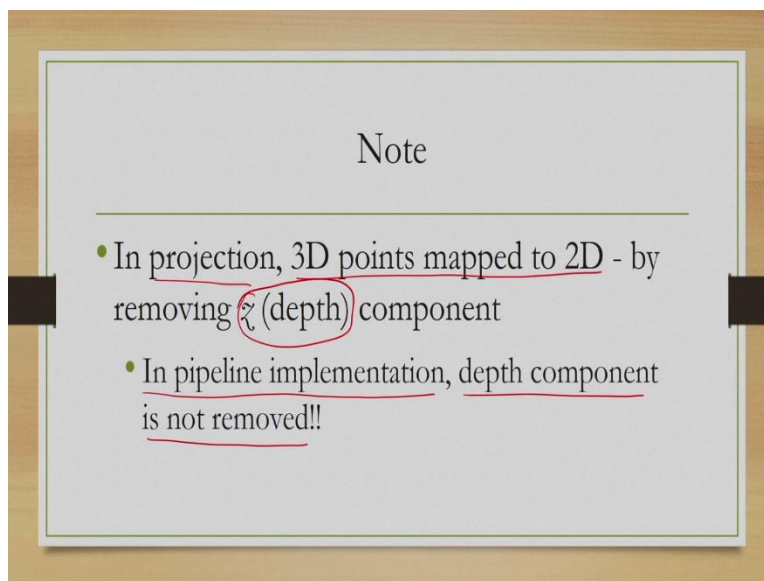 Note
• In projection, 3D points mapped to 2D - by
removing z (depth) component
• In pipeline implementation, depth component
is not removed!!